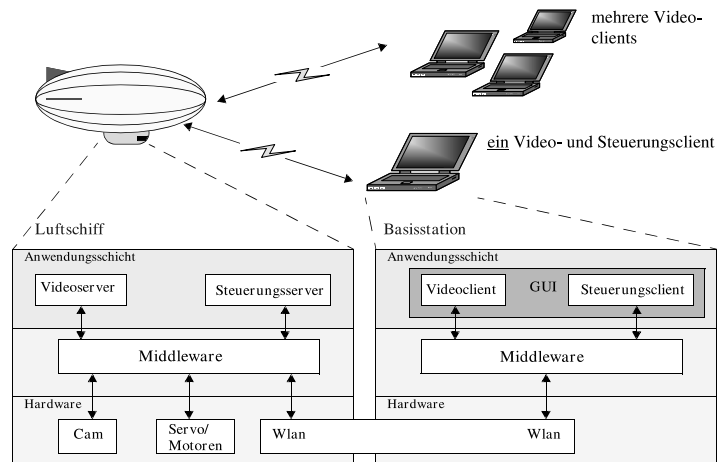 mehrere Video-
clients
ein Video- und Steuerungsclient
Luftschiff
Anwendungsschicht
Videoserver
Steuerungsserver
Middleware
Hardware
Cam
Servo/
Motoren
Wlan
Basisstation
Anwendungsschicht
Videoclient
GUI
Steuerungsclient
Middleware
Hardware
Wlan